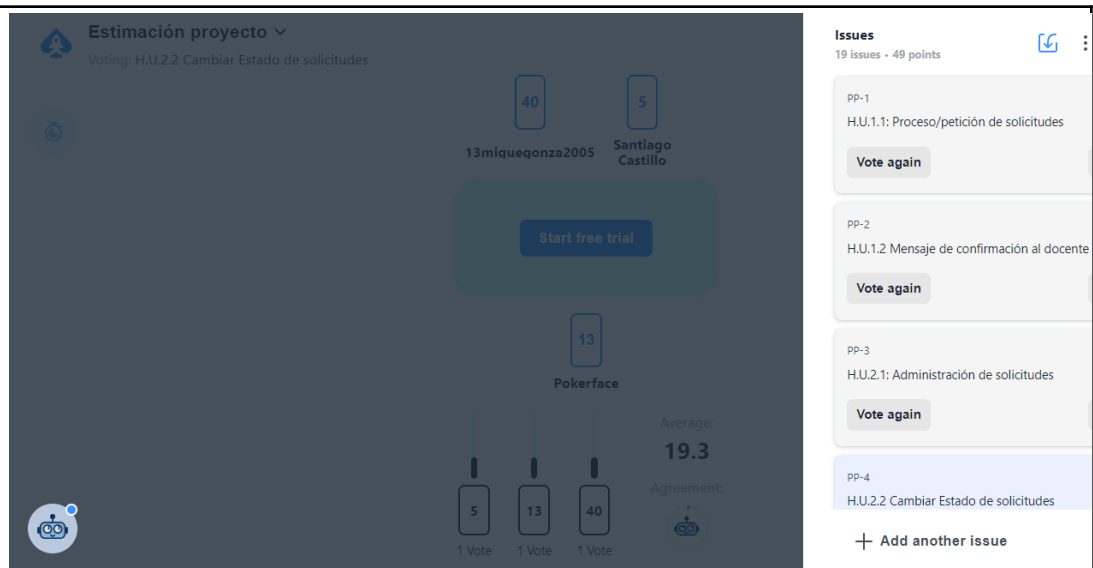 Estimación proyecto
Voting: H.U.2.2 Cambiar Estado de solicitudes
40
5
13miguegonza2005
Santiago
Castillo
Start free trial
13
Pokerface
Average:
19.3
Agreement:
5
13
40
1 Vote
1 Vote
1 Vote
Issues
19 issues • 49 points
PP-1
H.U.1.1: Proceso/petición de solicitudes
Vote again
PP-2
H.U.1.2 Mensaje de confirmación al docente
Vote again
PP-3
H.U.2.1: Administración de solicitudes
Vote again
PP-4
H.U.2.2 Cambiar Estado de solicitudes
+ Add another issue